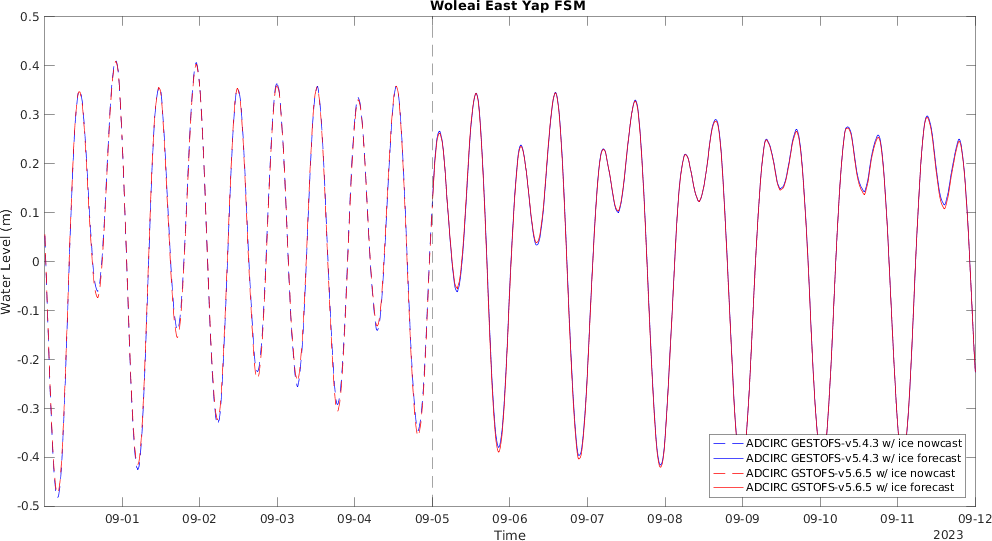 Woleai East Yap FSM
0.5
0.4
0.3
0.2
0.1
0
-0.1
-0.2
-0.3
-0.4
-0.5
Water Level (m)
ADCIRC GESTOFS-v5.4.3 w/ ice nowcast
ADCIRC GESTOFS-v5.4.3 w/ ice forecast
ADCIRC GSTOFS-v5.6.5 w/ ice nowcast
ADCIRC GSTOFS-v5.6.5 w/ ice forecast
09-01 09-02 09-03 09-04 09-05 09-06 09-07 09-08 09-09 09-10 09-11 09-12
Time
2023